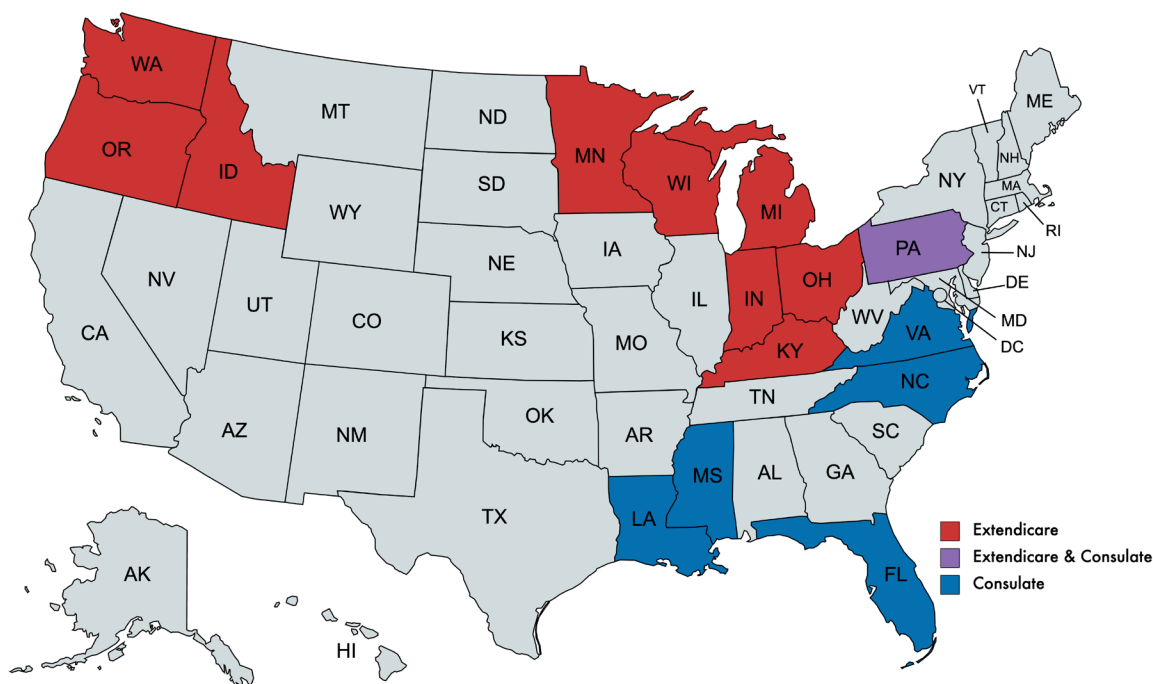 WA
MT
ND
MN
OR
ID
SD
WI
MI
WY
NE
IA
NV
UT
CO
KS
MO
IL
IN
OH
PA
NY
VT
ME
NH
MA
CT
RI
NJ
DE
MD
DC
WV
VA
KY
NC
TN
CA
AZ
NM
OK
AR
SC
MS
AL
GA
LA
TX
FL
AK
HI
Extendicare
Extendicare & Consulate
Consulate